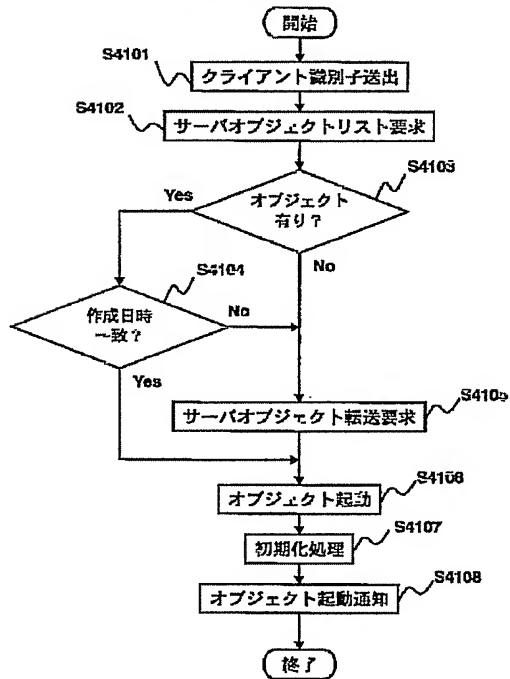 開始
S4101
クライアント識別子送出
S4102
サーバオブジェクトリスト要求
S4103
オブジェクト
有り?
Yes
No
S4104
作成日時
一致?
No
Yes
サーバオブジェクト転送要求
S4105
オブジェクト起動
S4106
初期化処理
S4107
オブジェクト起動通知
S4108
終了